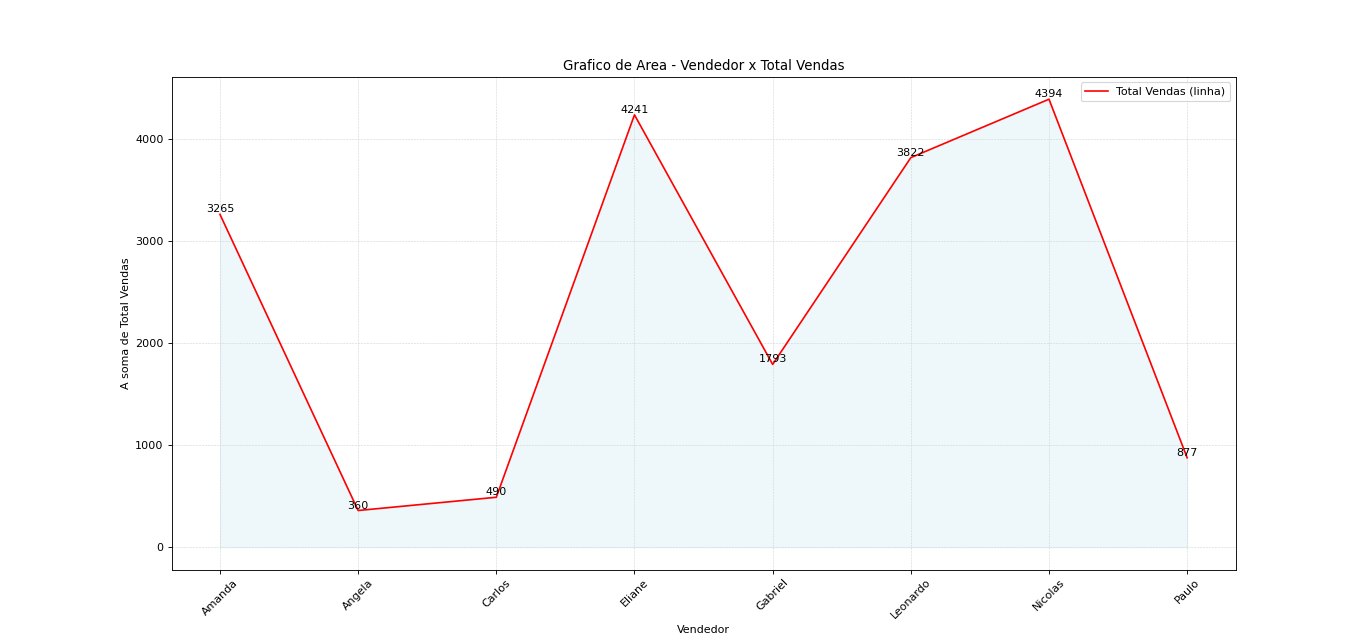 Grafico de Area - Vendedor x Total Vendas
Total Vendas (linha)
A soma de Total Vendas
4000
3000
2000
1000
0
3265
360
490
4241
1793
3822
4394
877
Amanda
Angela
Carlos
Eliane
Gabriel
Leonardo
Nicolas
Paulo
Vendedor